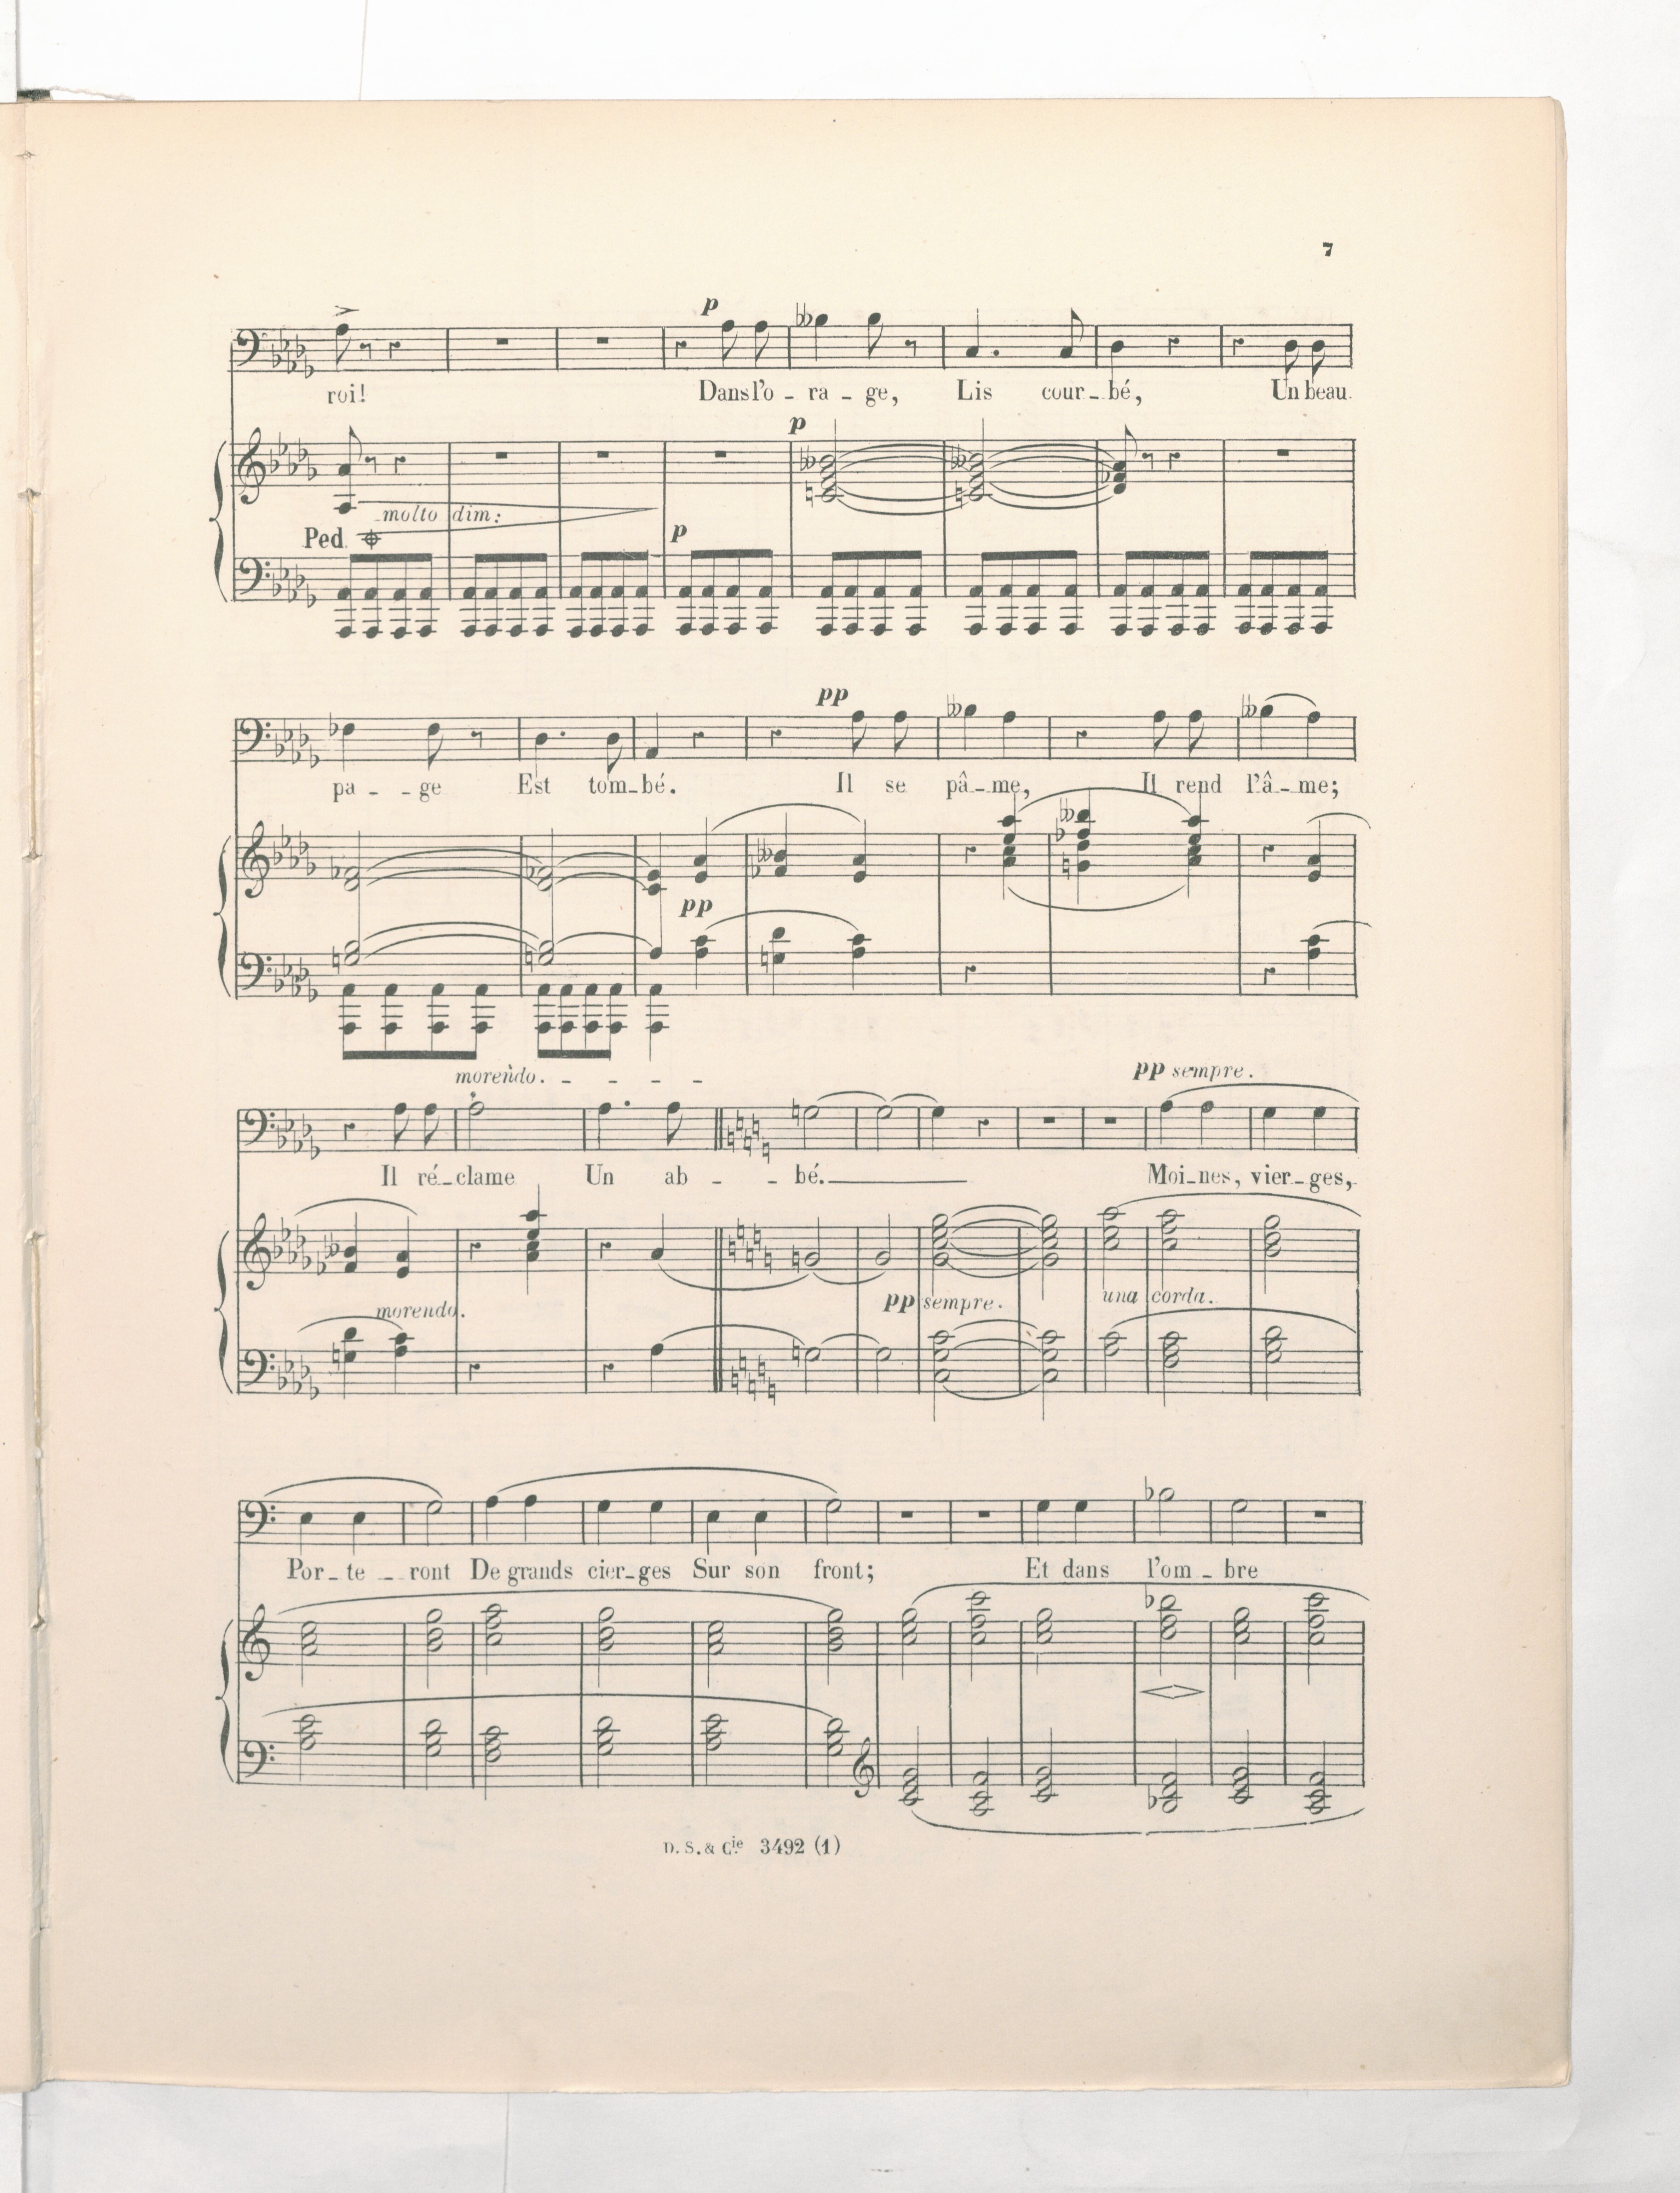 7
p
roi! Dans l'o - ra - ge, Lis cour - bé, Un beau
p
molto dim:
Ped.
p
pp
pa - - ge Est tom - bé. Il se pâ - me, Il rend l'â - me;
pp
morendo. - - - -
pp sempre.
Il ré - clame Un ab - - bé. Moi - nes, vier - ges,
pp sempre. una corda.
morendo.
Por - te - ront De grands cier - ges Sur son front; Et dans l'om - bre
D. S. & Cie 3492 (1)